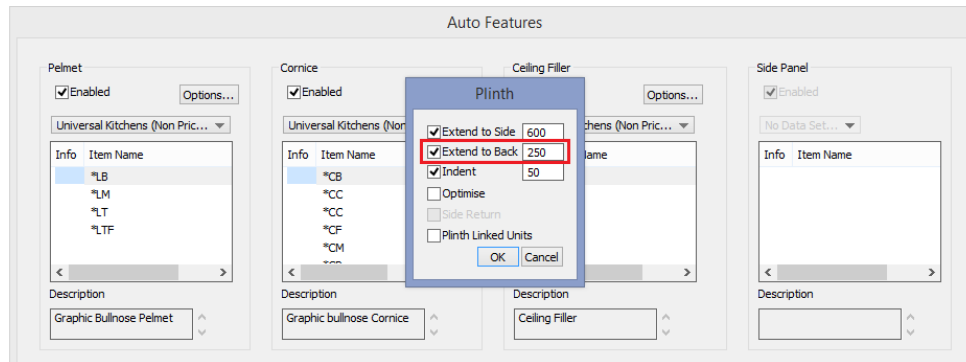 Auto Features
Pelmet
Enabled
Options...
Universal Kitchens (Non Pric...
Info Item Name
*LB
*LM
*LT
*LTF
Description
Graphic Bullnose Pelmet
Cornice
Enabled
Universal Kitchens (Non
Info Item Name
*CB
*CC
*CC
*CF
*CM
Description
Graphic bullnose Cornice
Plinth
Extend to Side 600
Extend to Back 250
Indent 50
Optimise
Side Return
Plinth Linked Units
OK Cancel
Ceiling Filler
Options...
chens (Non Pric...
Description
Ceiling Filler
Side Panel
Enabled
No Data Set...
Info Item Name
Description